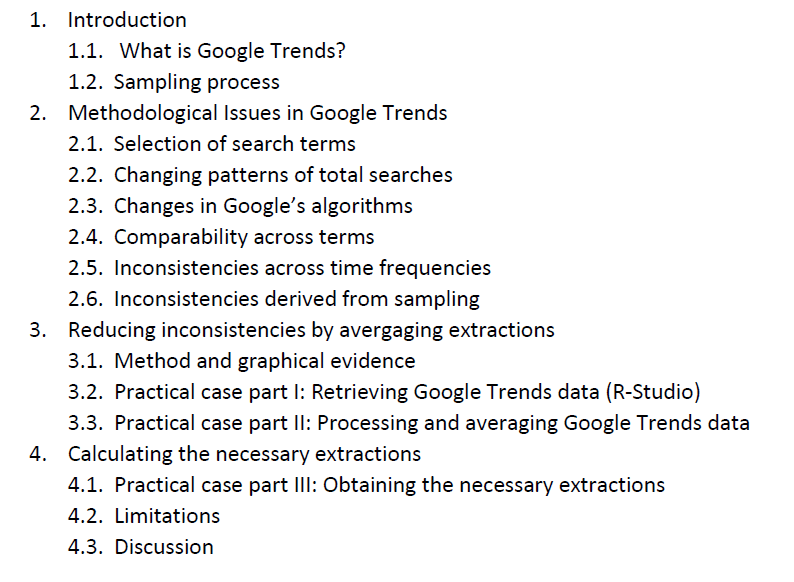 1. Introduction
1.1. What is Google Trends?
1.2. Sampling process
2. Methodological Issues in Google Trends
2.1. Selection of search terms
2.2. Changing patterns of total searches
2.3. Changes in Google’s algorithms
2.4. Comparability across terms
2.5. Inconsistencies across time frequencies
2.6. Inconsistencies derived from sampling
3. Reducing inconsistencies by avergaging extractions
3.1. Method and graphical evidence
3.2. Practical case part I: Retrieving Google Trends data (R-Studio)
3.3. Practical case part II: Processing and averaging Google Trends data
4. Calculating the necessary extractions
4.1. Practical case part III: Obtaining the necessary extractions
4.2. Limitations
4.3. Discussion